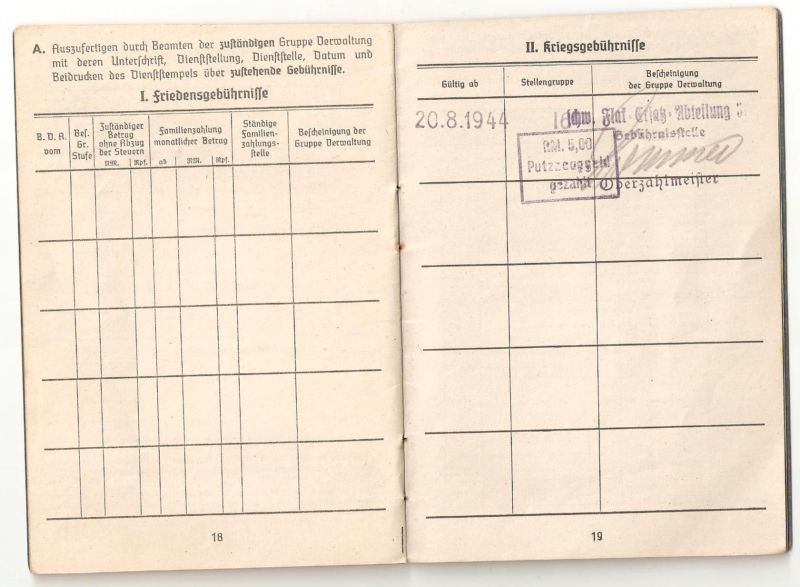 A. Auszufertigen durch Beamten der zuständigen Gruppe Verwaltung
mit deren Unterschrift, Dienststellung, Dienststelle, Datum und
Beidrucken des Dienststempels über zustehende Gebührnisse.
I. Friedensgebührnisse
B. D. A. vom
Bes. Gr. Stufe
Zuständiger Betrag ohne Abzug der Steuern
RM. Rpf.
Familienzahlung monatlicher Betrag
ab RM. Rpf.
Ständige Familien-zahlungs-stelle
Bescheinigung der Gruppe Verwaltung
18
II. Kriegsgebührnisse
Gültig ab
Stellengruppe
Bescheinigung
der Gruppe Verwaltung
20.8.1944
16
schw. Flak-Ersatz-Abteilung
Gebührnisstelle
RM. 5,00
Putzzeuggeld
gezahlt
Oberzahlmeister
19